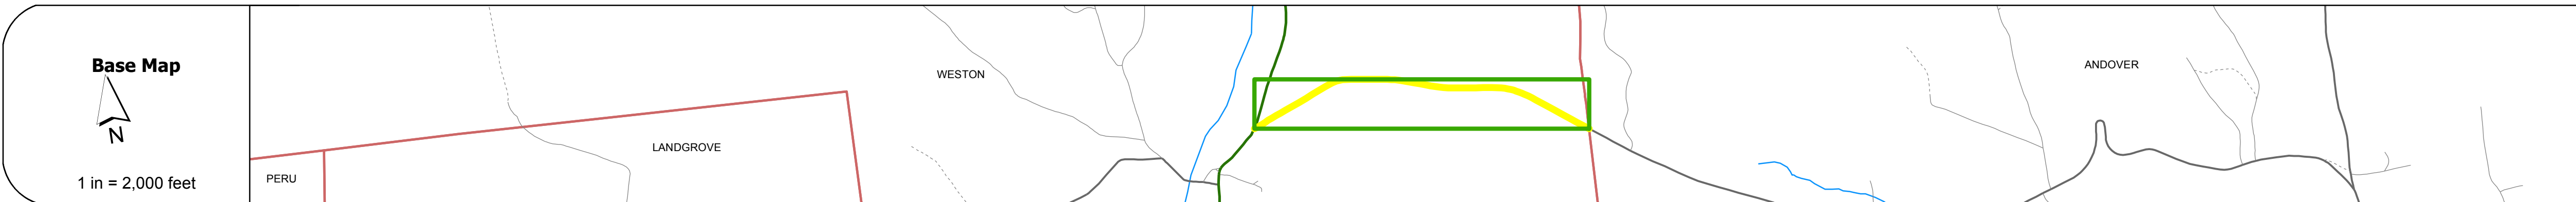 Base Map
N
1 in = 2,000 feet
PERU
LANDGROVE
WESTON
ANDOVER